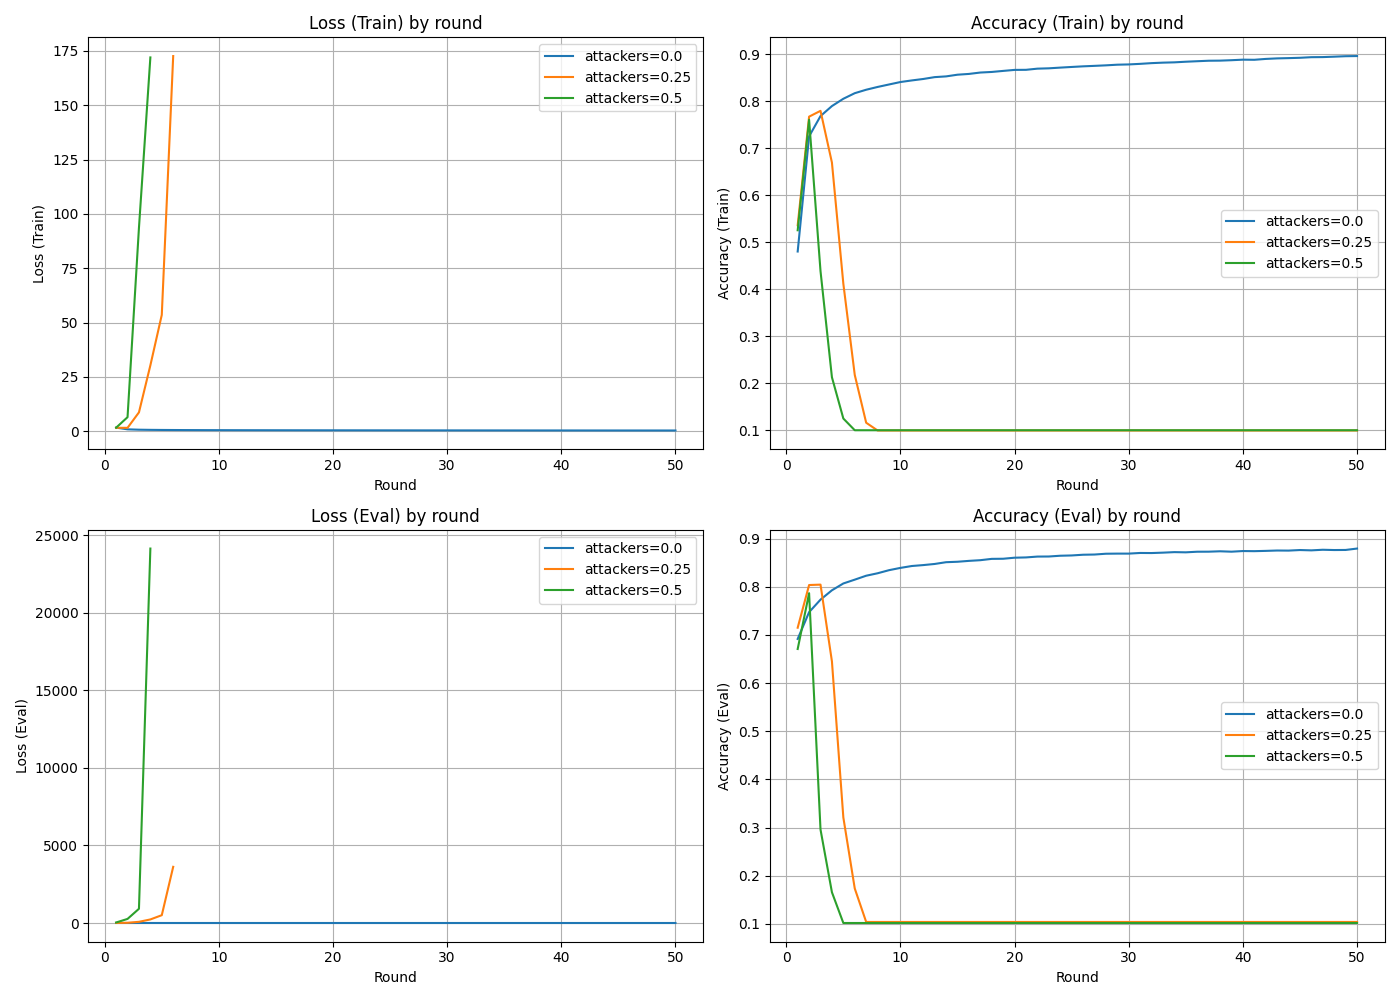 Loss (Train) by round
175
150
125
100
75
50
25
0
Loss (Train)
0 10 20 30 40 50
Round
attackers=0.0
attackers=0.25
attackers=0.5
Accuracy (Train) by round
0.9
0.8
0.7
0.6
0.5
0.4
0.3
0.2
0.1
Accuracy (Train)
0 10 20 30 40 50
Round
attackers=0.0
attackers=0.25
attackers=0.5
Loss (Eval) by round
25000
20000
15000
10000
5000
0
Loss (Eval)
0 10 20 30 40 50
Round
attackers=0.0
attackers=0.25
attackers=0.5
Accuracy (Eval) by round
0.9
0.8
0.7
0.6
0.5
0.4
0.3
0.2
0.1
Accuracy (Eval)
0 10 20 30 40 50
Round
attackers=0.0
attackers=0.25
attackers=0.5